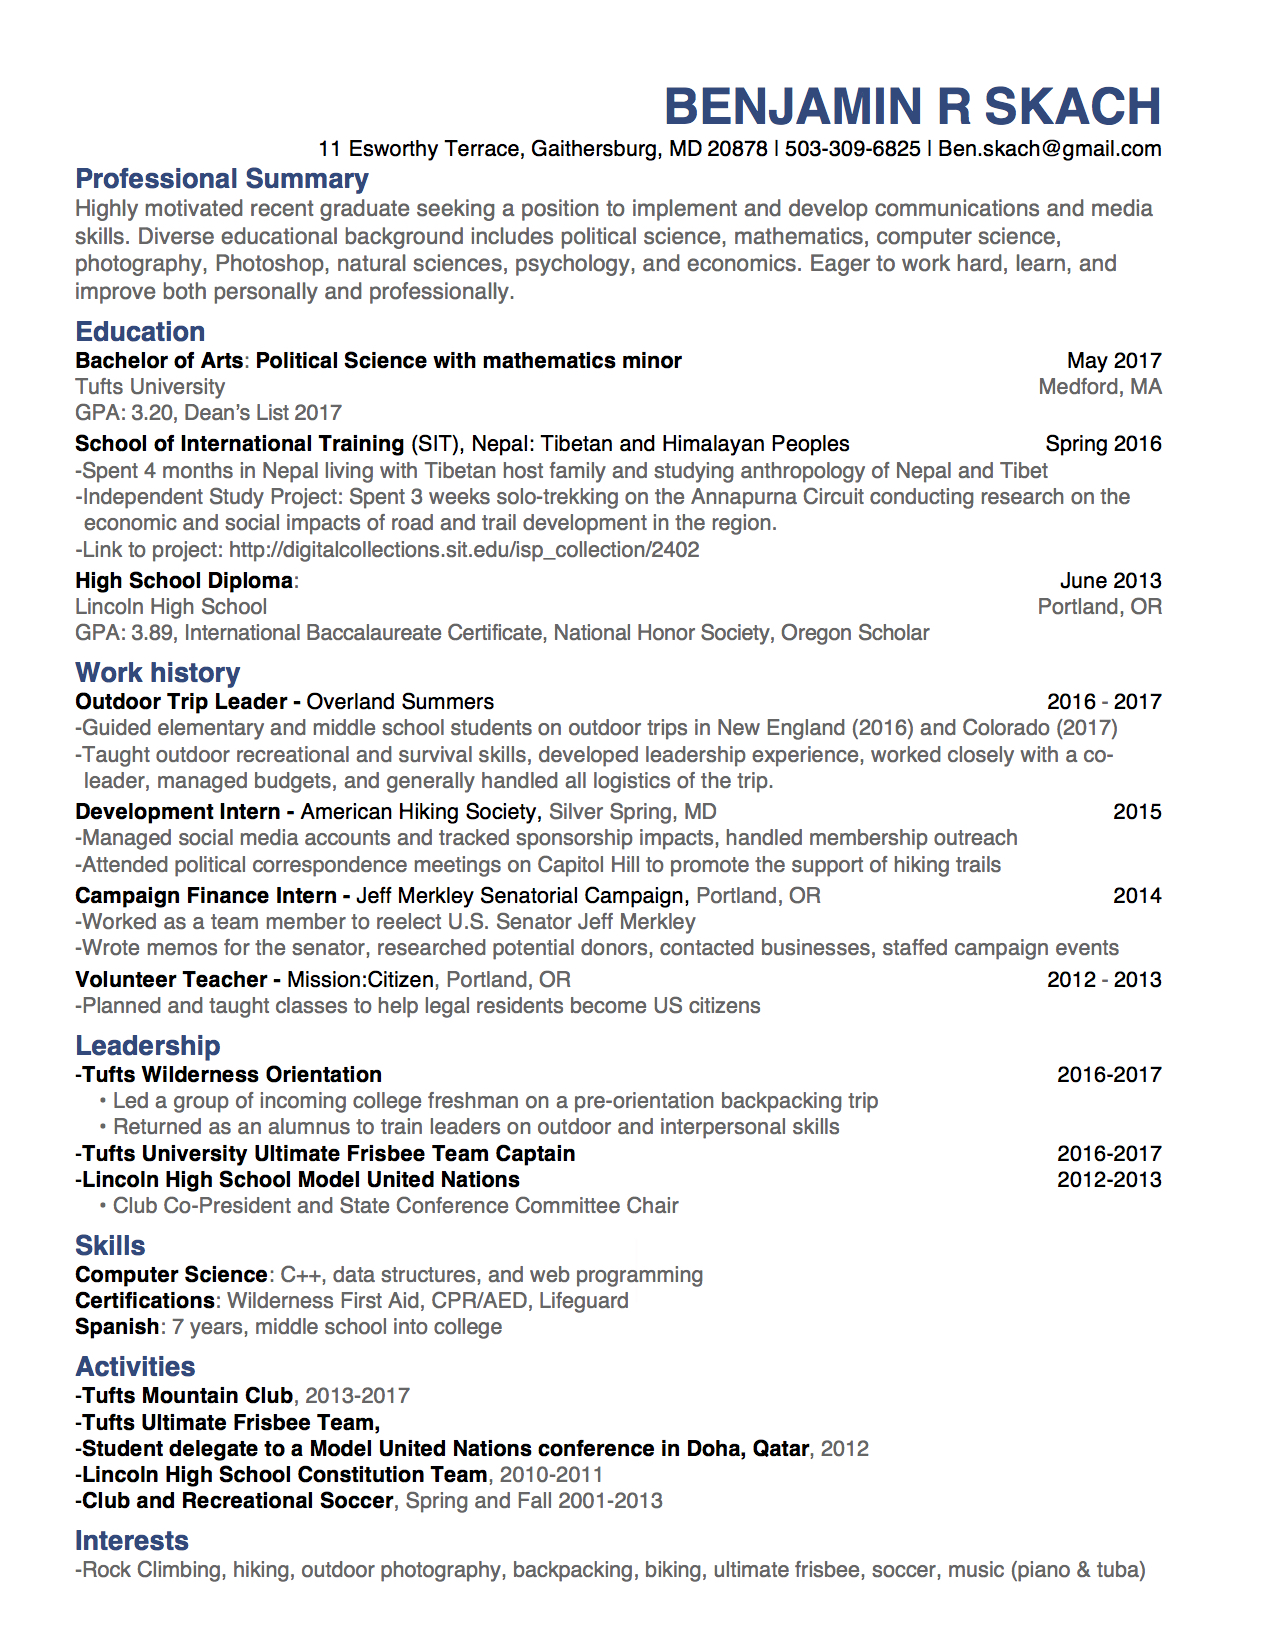 BENJAMIN R SKACH
11 Esworthy Terrace, Gaithersburg, MD 20878 | 503-309-6825 | Ben.skach@gmail.com
Professional Summary
Highly motivated recent graduate seeking a position to implement and develop communications and media
skills. Diverse educational background includes political science, mathematics, computer science,
photography, Photoshop, natural sciences, psychology, and economics. Eager to work hard, learn, and
improve both personally and professionally.
Education
Bachelor of Arts: Political Science with mathematics minor May 2017
Tufts University Medford, MA
GPA: 3.20, Dean’s List 2017
School of International Training (SIT), Nepal: Tibetan and Himalayan Peoples Spring 2016
-Spent 4 months in Nepal living with Tibetan host family and studying anthropology of Nepal and Tibet
-Independent Study Project: Spent 3 weeks solo-trekking on the Annapurna Circuit conducting research on the
economic and social impacts of road and trail development in the region.
-Link to project: http://digitalcollections.sit.edu/isp_collection/2402
High School Diploma: June 2013
Lincoln High School Portland, OR
GPA: 3.89, International Baccalaureate Certificate, National Honor Society, Oregon Scholar
Work history
Outdoor Trip Leader - Overland Summers 2016 - 2017
-Guided elementary and middle school students on outdoor trips in New England (2016) and Colorado (2017)
-Taught outdoor recreational and survival skills, developed leadership experience, worked closely with a co-
leader, managed budgets, and generally handled all logistics of the trip.
Development Intern - American Hiking Society, Silver Spring, MD 2015
-Managed social media accounts and tracked sponsorship impacts, handled membership outreach
-Attended political correspondence meetings on Capitol Hill to promote the support of hiking trails
Campaign Finance Intern - Jeff Merkley Senatorial Campaign, Portland, OR 2014
-Worked as a team member to reelect U.S. Senator Jeff Merkley
-Wrote memos for the senator, researched potential donors, contacted businesses, staffed campaign events
Volunteer Teacher - Mission:Citizen, Portland, OR 2012 - 2013
-Planned and taught classes to help legal residents become US citizens
Leadership
-Tufts Wilderness Orientation 2016-2017
• Led a group of incoming college freshman on a pre-orientation backpacking trip
• Returned as an alumnus to train leaders on outdoor and interpersonal skills
-Tufts University Ultimate Frisbee Team Captain 2016-2017
-Lincoln High School Model United Nations 2012-2013
• Club Co-President and State Conference Committee Chair
Skills
Computer Science: C++, data structures, and web programming
Certifications: Wilderness First Aid, CPR/AED, Lifeguard
Spanish: 7 years, middle school into college
Activities
-Tufts Mountain Club, 2013-2017
-Tufts Ultimate Frisbee Team,
-Student delegate to a Model United Nations conference in Doha, Qatar, 2012
-Lincoln High School Constitution Team, 2010-2011
-Club and Recreational Soccer, Spring and Fall 2001-2013
Interests
-Rock Climbing, hiking, outdoor photography, backpacking, biking, ultimate frisbee, soccer, music (piano & tuba)